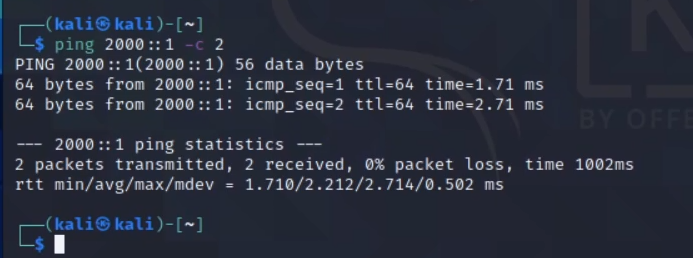 (kali㉿kali)-[~]
$ ping 2000::1 -c 2
PING 2000::1(2000::1) 56 data bytes
64 bytes from 2000::1: icmp_seq=1 ttl=64 time=1.71 ms
64 bytes from 2000::1: icmp_seq=2 ttl=64 time=2.71 ms
--- 2000::1 ping statistics ---
2 packets transmitted, 2 received, 0% packet loss, time 1002ms
rtt min/avg/max/mdev = 1.710/2.212/2.714/0.502 ms
(kali㉿kali)-[~]
$
BY OFFE